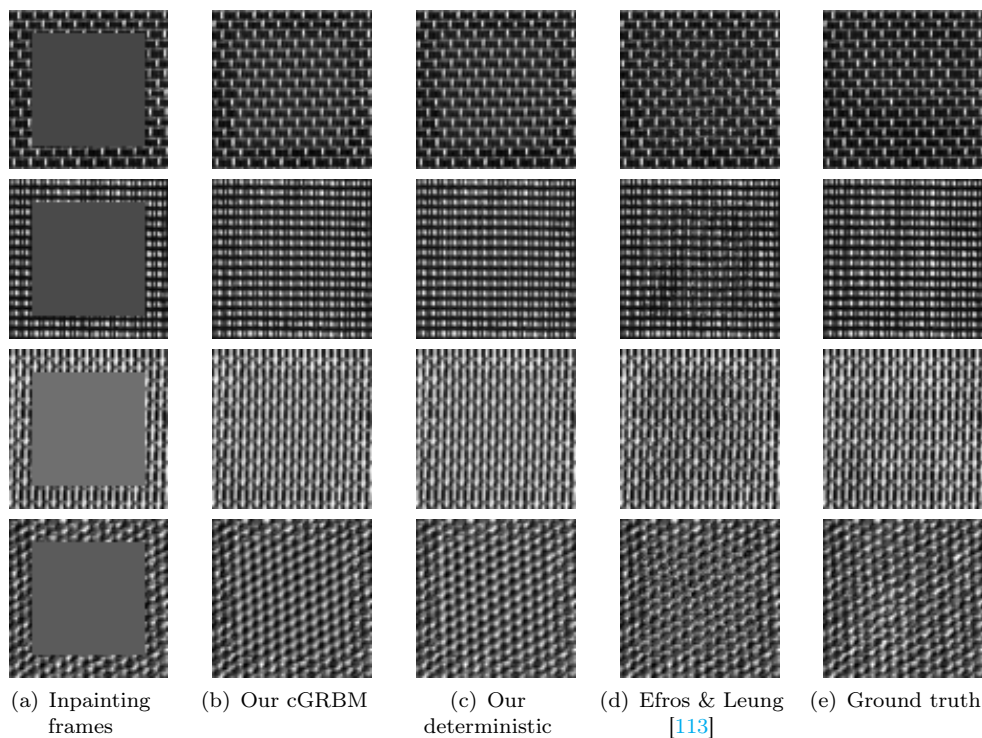 (a) Inpainting frames
(b) Our cGRBM
(c) Our deterministic
(d) Efros & Leung [113]
(e) Ground truth